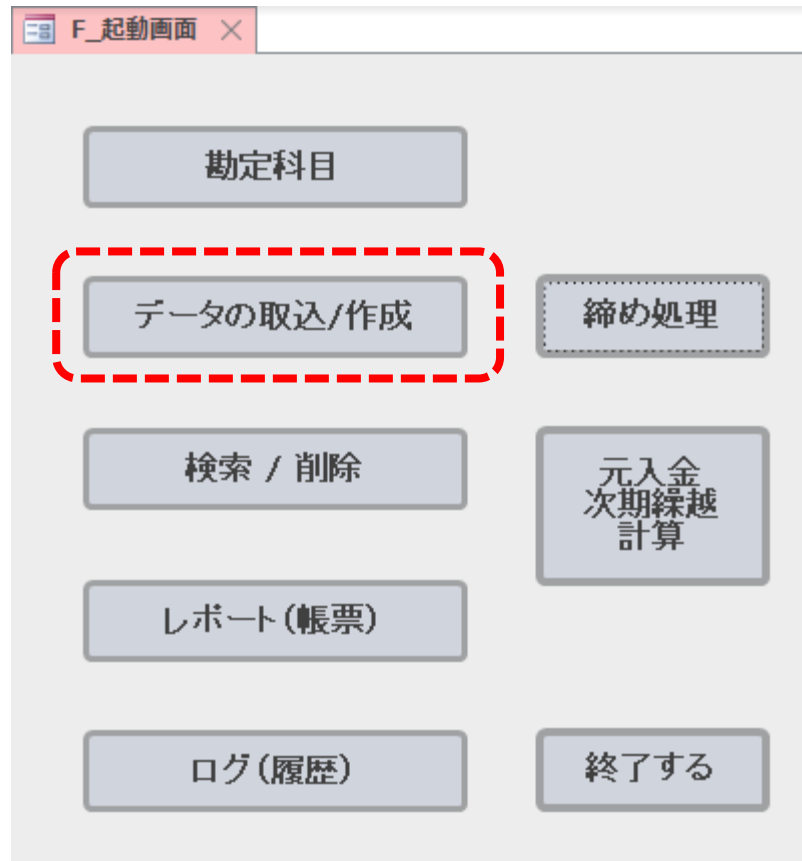 F_起動画面
勘定科目
データの取込/作成
締め処理
検索 / 削除
元入金
次期繰越
計算
レポート(帳票)
ログ(履歴)
終了する